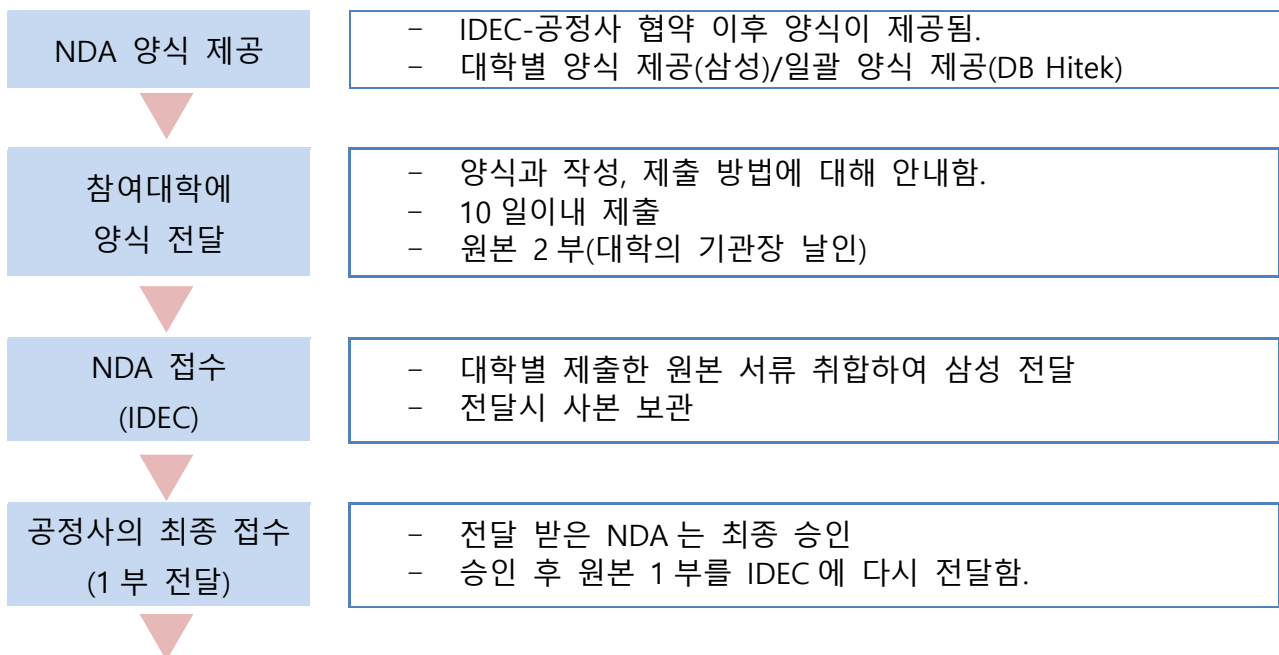 NDA 양식 제공
- IDEC-공정사 협약 이후 양식이 제공됨.
- 대학별 양식 제공(삼성)/일괄 양식 제공(DB Hitek)
참여대학에
양식 전달
- 양식과 작성, 제출 방법에 대해 안내함.
- 10 일이내 제출
- 원본 2 부(대학의 기관장 날인)
NDA 접수
(IDEC)
- 대학별 제출한 원본 서류 취합하여 삼성 전달
- 전달시 사본 보관
공정사의 최종 접수
(1 부 전달)
- 전달 받은 NDA 는 최종 승인
- 승인 후 원본 1 부를 IDEC 에 다시 전달함.